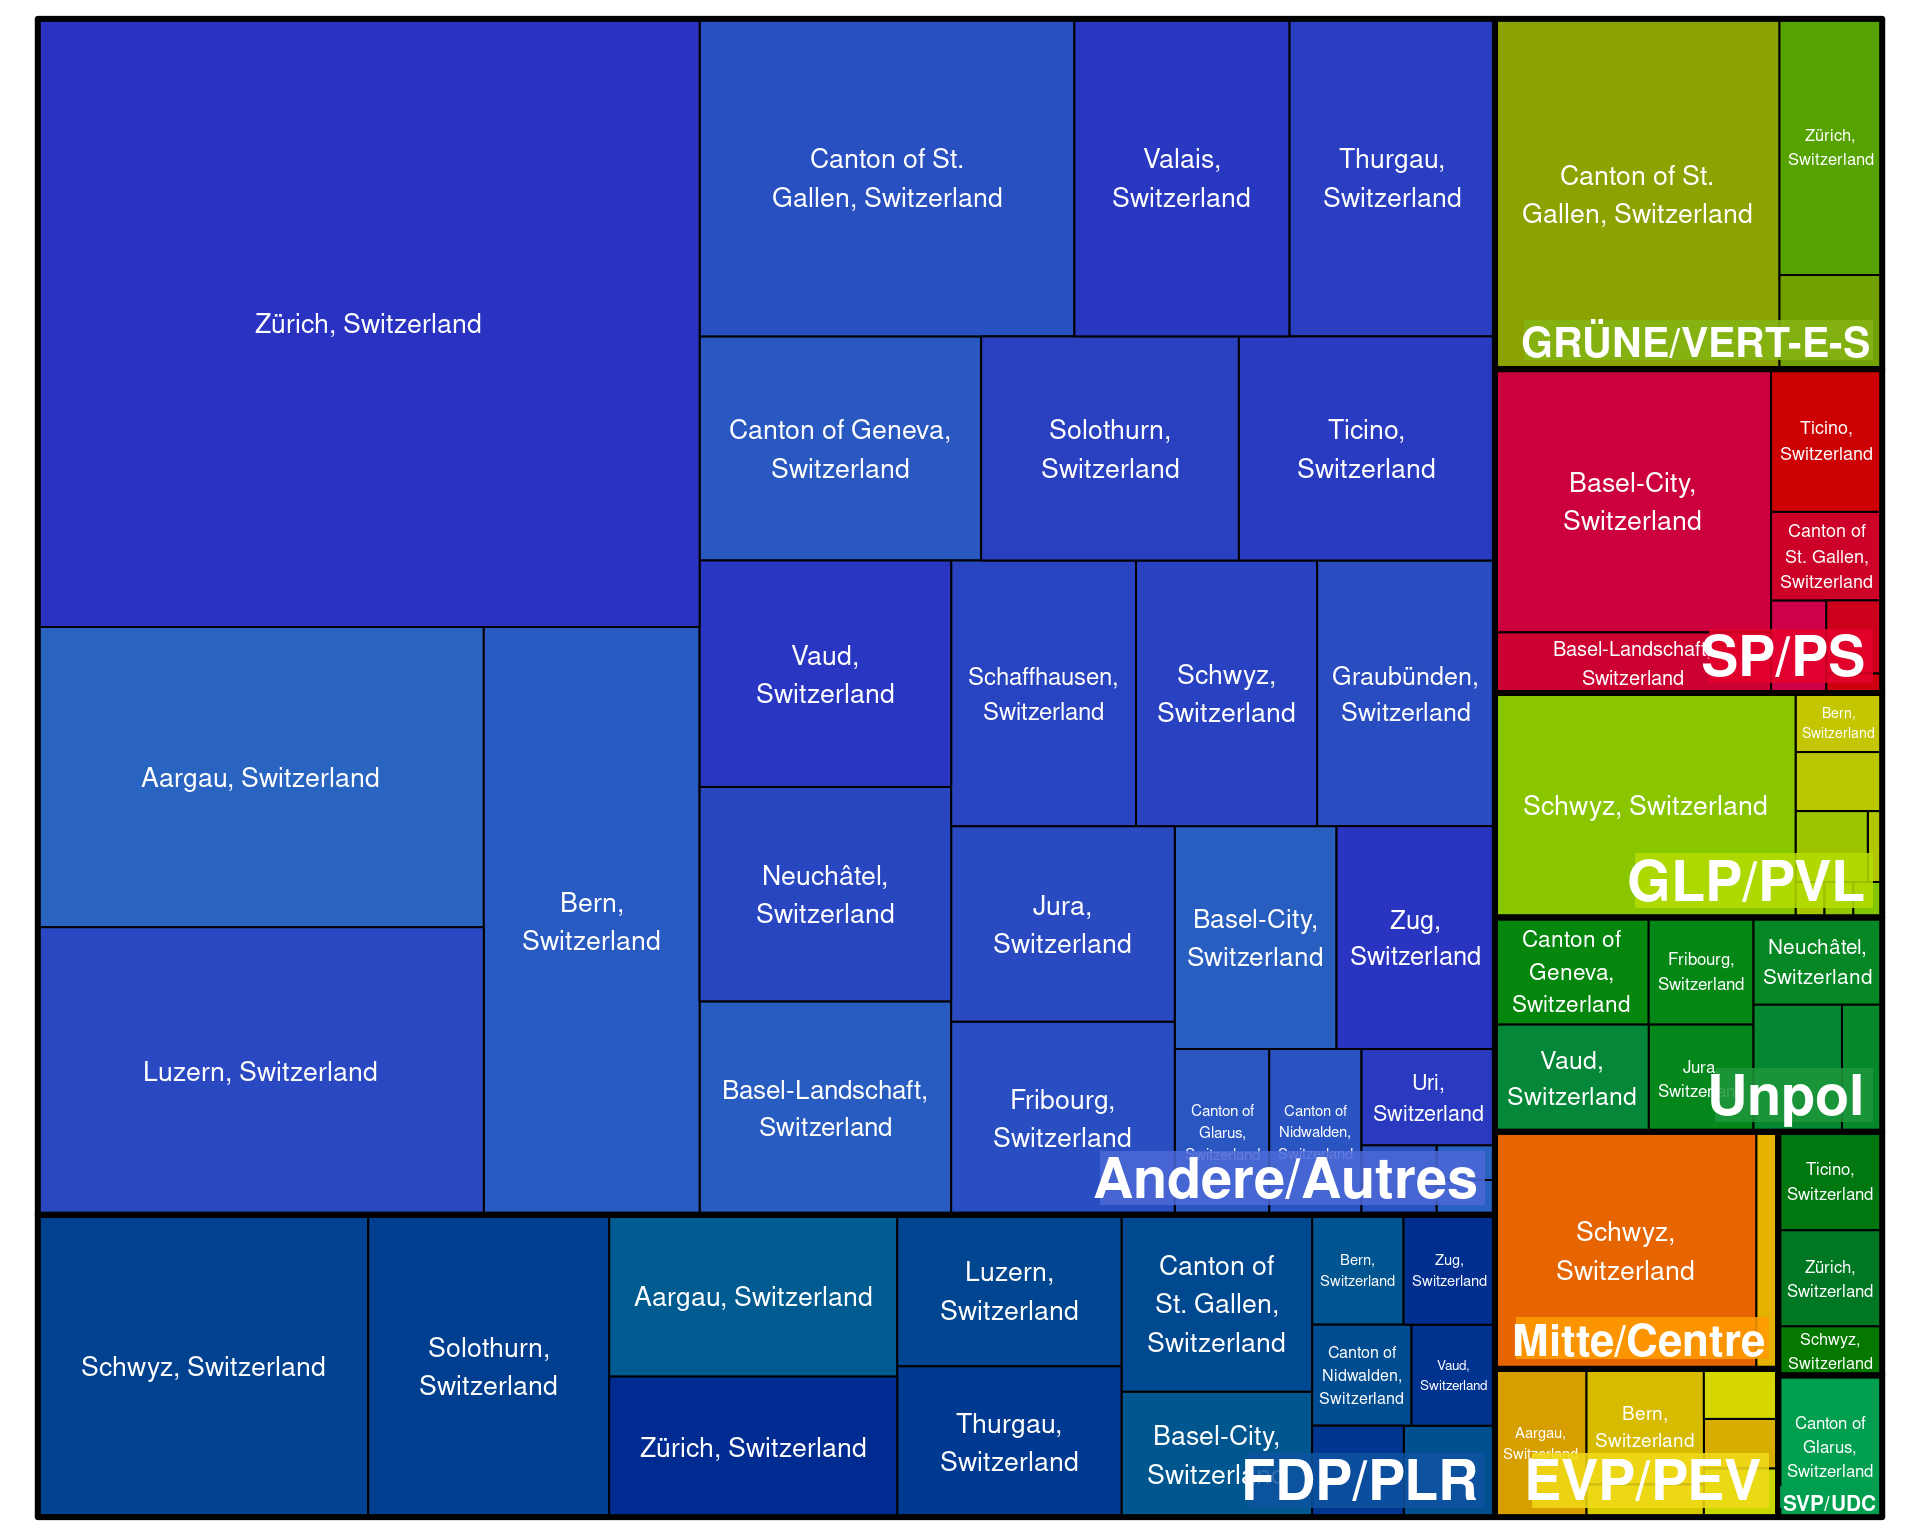 Zürich, Switzerland
Aargau, Switzerland
Luzern, Switzerland
Bern,
Switzerland
Canton of St.
Gallen, Switzerland
Valais,
Switzerland
Thurgau,
Switzerland
Canton of Geneva,
Switzerland
Solothurn,
Switzerland
Ticino,
Switzerland
Vaud,
Switzerland
Neuchâtel,
Switzerland
Basel-Landschaft,
Switzerland
Schaffhausen,
Switzerland
Schwyz,
Switzerland
Graubünden,
Switzerland
Jura,
Switzerland
Fribourg,
Switzerland
Basel-City,
Switzerland
Zug,
Switzerland
Canton of
Glarus,
Switzerland
Canton of
Nidwalden,
Switzerland
Uri,
Switzerland
Andere/Autres
Schwyz, Switzerland
Solothurn,
Switzerland
Aargau, Switzerland
Zürich, Switzerland
Luzern,
Switzerland
Thurgau,
Switzerland
Canton of
St. Gallen,
Switzerland
Basel-City,
Switzerland
Bern,
Switzerland
Zug,
Switzerland
Canton of
Nidwalden,
Switzerland
Vaud,
Switzerland
FDP/PLR
Canton of St.
Gallen, Switzerland
Zürich,
Switzerland
GRÜNE/VERT-E-S
Basel-City,
Switzerland
Ticino,
Switzerland
Canton of
St. Gallen,
Switzerland
Basel-Landschaft,
Switzerland
SP/PS
Schwyz, Switzerland
Bern,
Switzerland
GLP/PVL
Canton of
Geneva,
Switzerland
Vaud,
Switzerland
Fribourg,
Switzerland
Jura,
Switzerland
Neuchâtel,
Switzerland
Unpol
Schwyz,
Switzerland
Mitte/Centre
Ticino,
Switzerland
Zürich,
Switzerland
Schwyz,
Switzerland
Aargau,
Switzerland
Bern,
Switzerland
EVP/PEV
Canton of
Glarus,
Switzerland
SVP/UDC